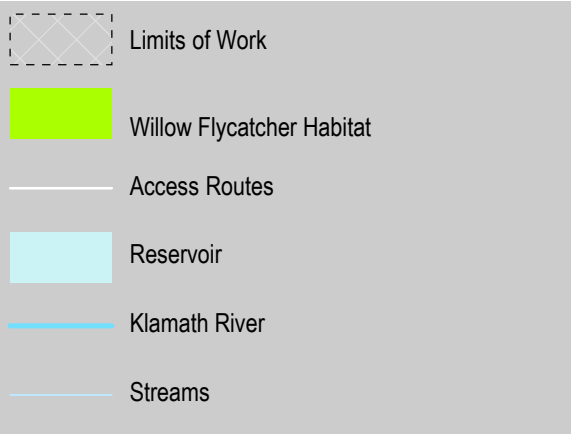 Limits of Work
Willow Flycatcher Habitat
Access Routes
Reservoir
Klamath River
Streams